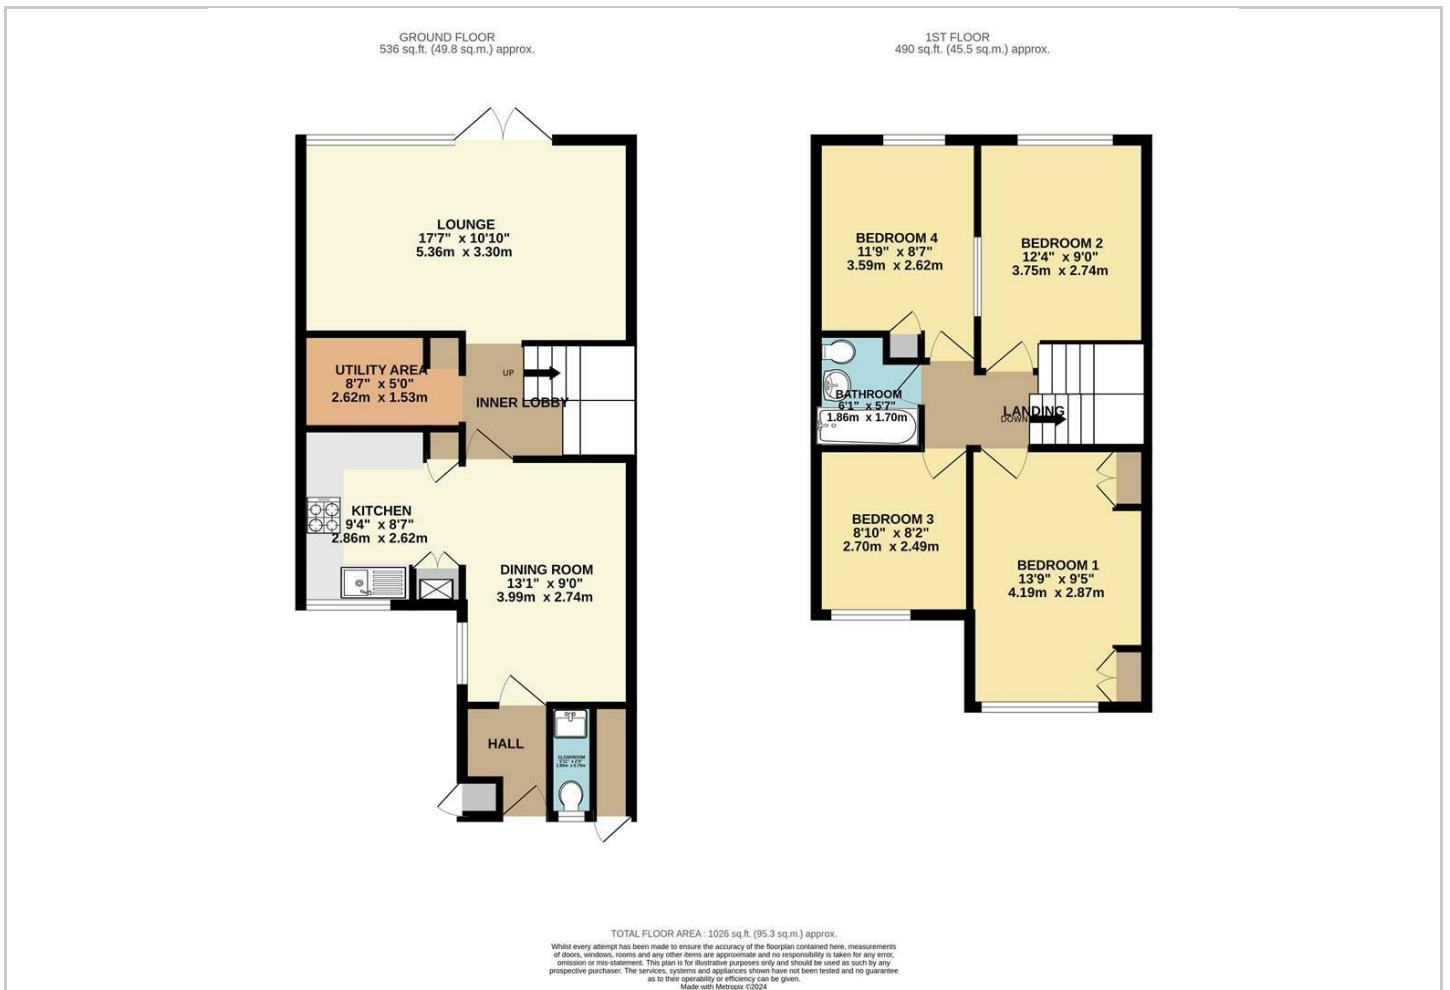 GROUND FLOOR
536 sq.ft. (49.8 sq.m.) approx.
1ST FLOOR
490 sq.ft. (45.5 sq.m.) approx.
LOUNGE
17'7" x 10'10"
5.36m x 3.30m
UTILITY AREA
8'7" x 5'0"
2.62m x 1.53m
UP
INNER LOBBY
KITCHEN
9'4" x 8'7"
2.86m x 2.62m
DINING ROOM
13'1" x 9'0"
3.99m x 2.74m
HALL
CLOAKROOM
BEDROOM 4
11'9" x 8'7"
3.59m x 2.62m
BEDROOM 2
12'4" x 9'0"
3.75m x 2.74m
BATHROOM
6'1" x 5'7"
1.86m x 1.70m
LANDING
DOWN
BEDROOM 3
8'10" x 8'2"
2.70m x 2.49m
BEDROOM 1
13'9" x 9'5"
4.19m x 2.87m
TOTAL FLOOR AREA : 1026 sq.ft. (95.3 sq.m.) approx.
Whilst every attempt has been made to ensure the accuracy of the floorplan contained here, measurements
of doors, windows, rooms and any other items are approximate and no responsibility is taken for any error,
omission or mis-statement. This plan is for illustrative purposes only and should be used as such by any
prospective purchaser. The services, systems and appliances shown have not been tested and no guarantee
as to their operability or efficiency can be given.
Made with Metropix ©2024